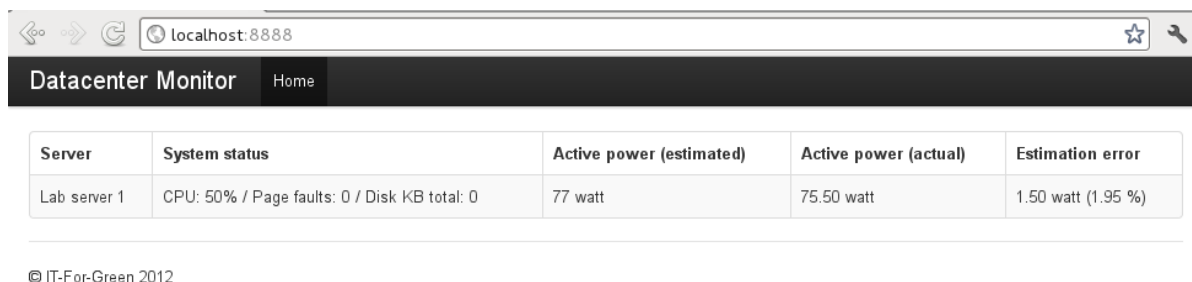 localhost:8888
Datacenter Monitor Home
Server System status Active power (estimated) Active power (actual) Estimation error
Lab server 1 CPU: 50% / Page faults: 0 / Disk KB total: 0 77 watt 75.50 watt 1.50 watt (1.95 %)
© IT-For-Green 2012